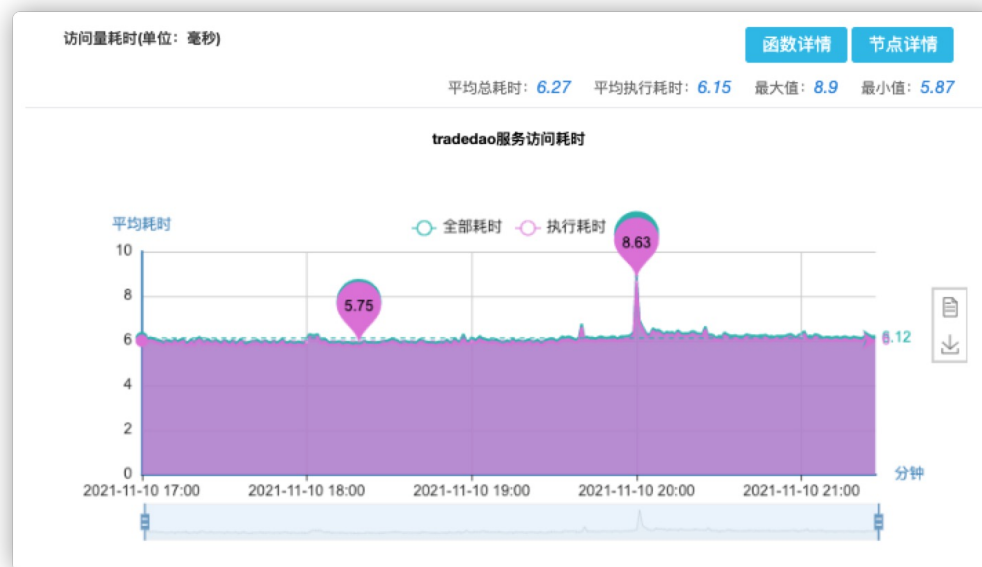 访问量耗时(单位：毫秒)
函数详情 节点详情
平均总耗时：6.27 平均执行耗时：6.15 最大值：8.9 最小值：5.87
tradedao服务访问耗时
平均耗时
全部耗时 执行耗时
8.63
5.75
10
8
6
4
2
0
6.12
分钟
2021-11-10 17:00 2021-11-10 18:00 2021-11-10 19:00 2021-11-10 20:00 2021-11-10 21:00